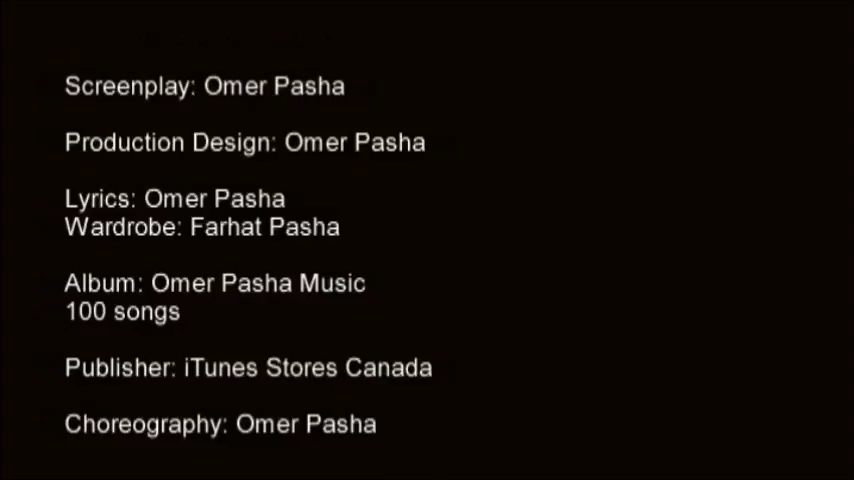 Screenplay: Omer Pasha
Production Design: Omer Pasha
Lyrics: Omer Pasha
Wardrobe: Farhat Pasha
Album: Omer Pasha Music
100 songs
Publisher: iTunes Stores Canada
Choreography: Omer Pasha